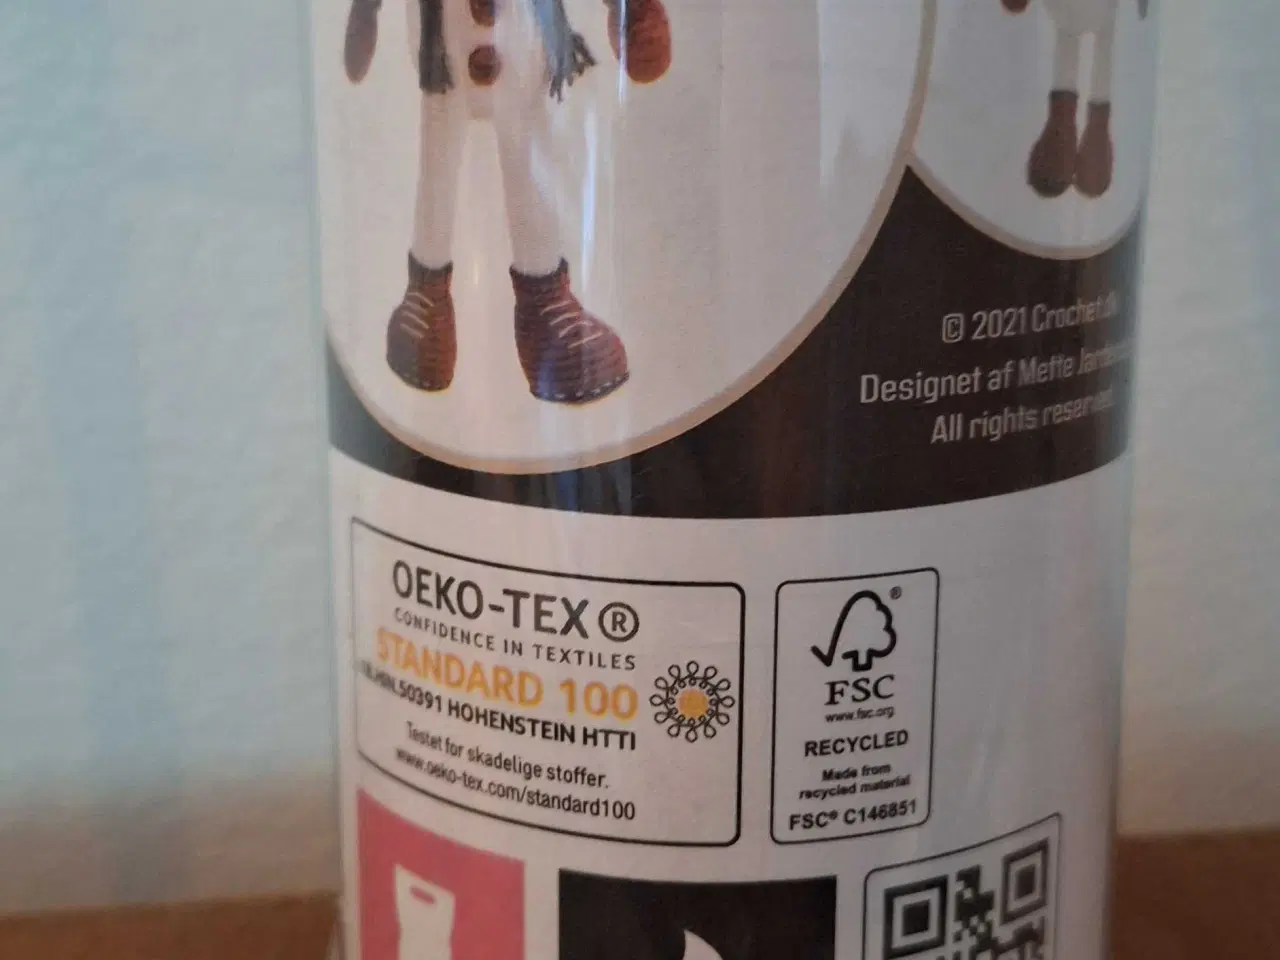 © 2021 Crochet.dk
Designet af Mette
All rights reserved
OEKO-TEX®
CONFIDENCE IN TEXTILES
STANDARD 100
50391 HOHENSTEIN HTTI
Testet for skadelige stoffer.
www.oeko-tex.com/standard100
®
FSC
www.fsc.org
RECYCLED
Made from
recycled material
FSC® C146851